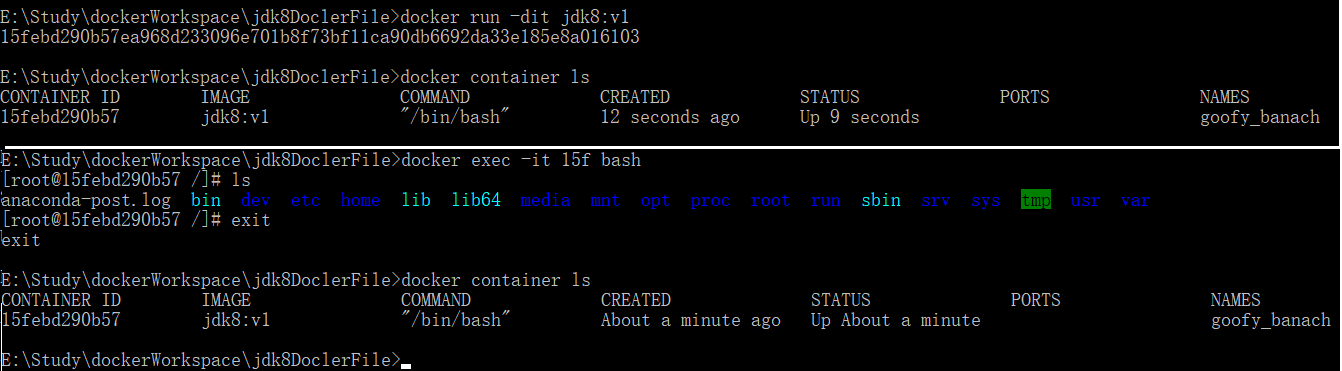 E:\Study\dockerWorkspace\jdk8DoclerFile>docker run -dit jdk8:v1
15febd290b57ea968d233096e701b8f73bf11ca90db6692da33e185e8a016103
E:\Study\dockerWorkspace\jdk8DoclerFile>docker container ls
CONTAINER ID IMAGE COMMAND CREATED STATUS PORTS NAMES
15febd290b57 jdk8:v1 "/bin/bash" 12 seconds ago Up 9 seconds goofy_banach
E:\Study\dockerWorkspace\jdk8DoclerFile>docker exec -it 15f bash
[root@15febd290b57 /]# ls
anaconda-post.log bin dev etc home lib lib64 media mnt opt proc root run sbin srv sys tmp usr var
[root@15febd290b57 /]# exit
exit
E:\Study\dockerWorkspace\jdk8DoclerFile>docker container ls
CONTAINER ID IMAGE COMMAND CREATED STATUS PORTS NAMES
15febd290b57 jdk8:v1 "/bin/bash" About a minute ago Up About a minute goofy_banach
E:\Study\dockerWorkspace\jdk8DoclerFile>